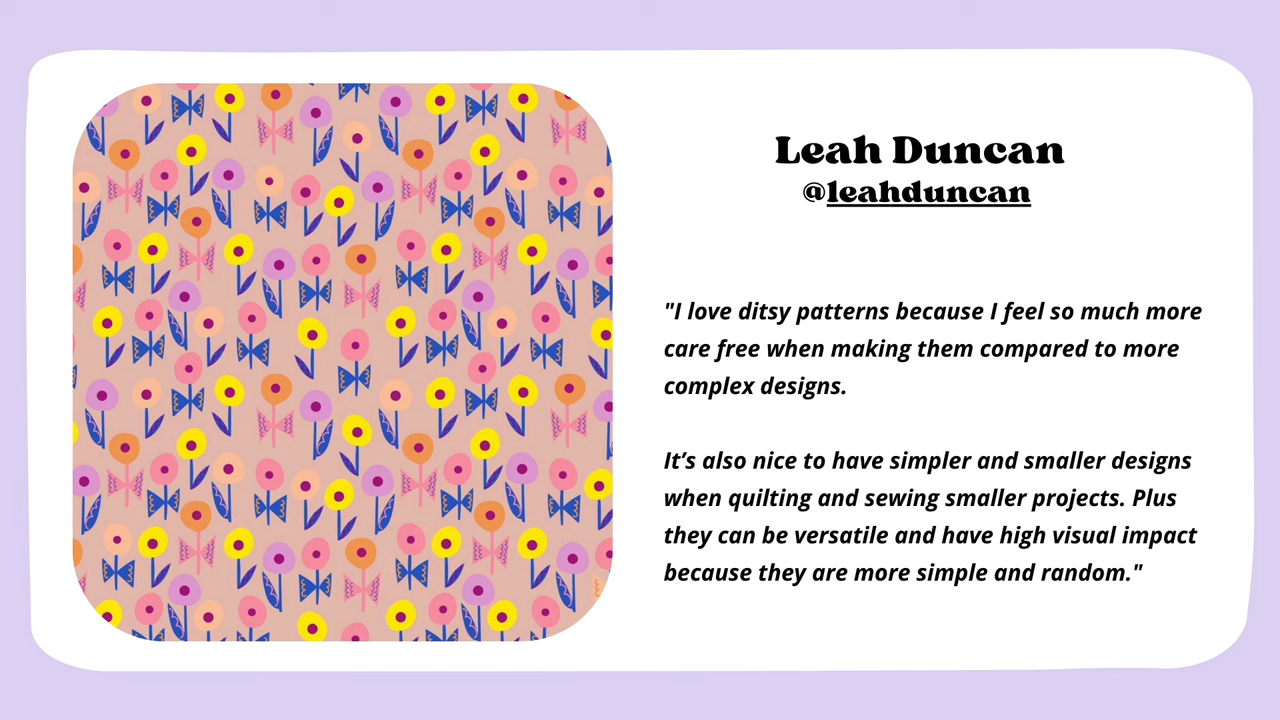 Leah Duncan
@leahduncan
"I love ditsy patterns because I feel so much more
care free when making them compared to more
complex designs.
It’s also nice to have simpler and smaller designs
when quilting and sewing smaller projects. Plus
they can be versatile and have high visual impact
because they are more simple and random."